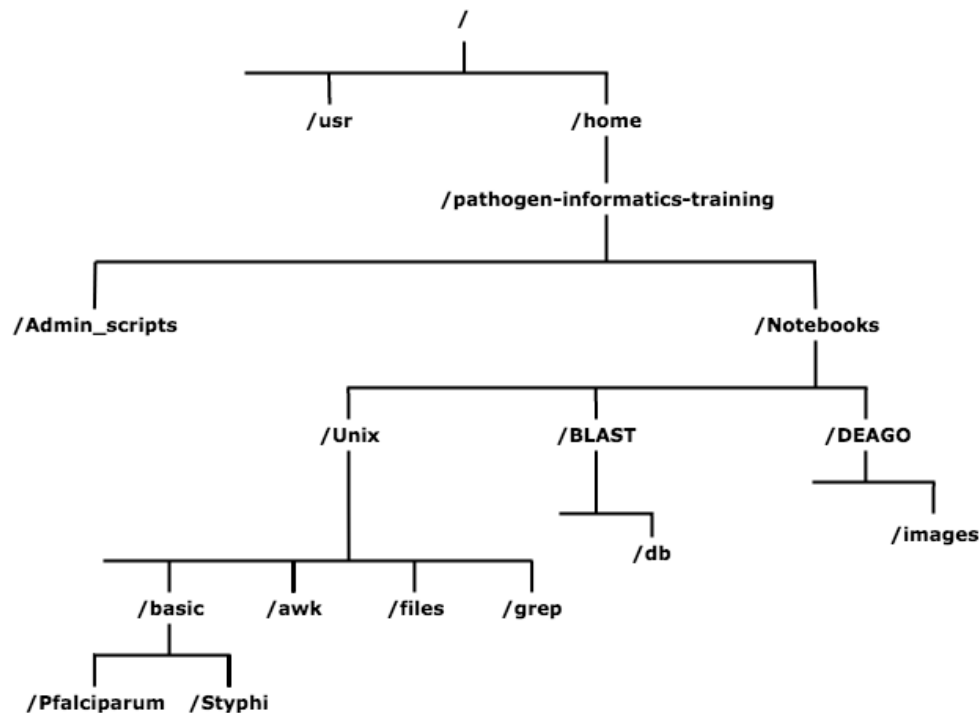 /
/usr /home
/pathogen-informatics-training
/Admin_scripts /Notebooks
/Unix /BLAST /DEAGO
/images
/db
/basic /awk /files /grep
/Pfalciparum /Styphi